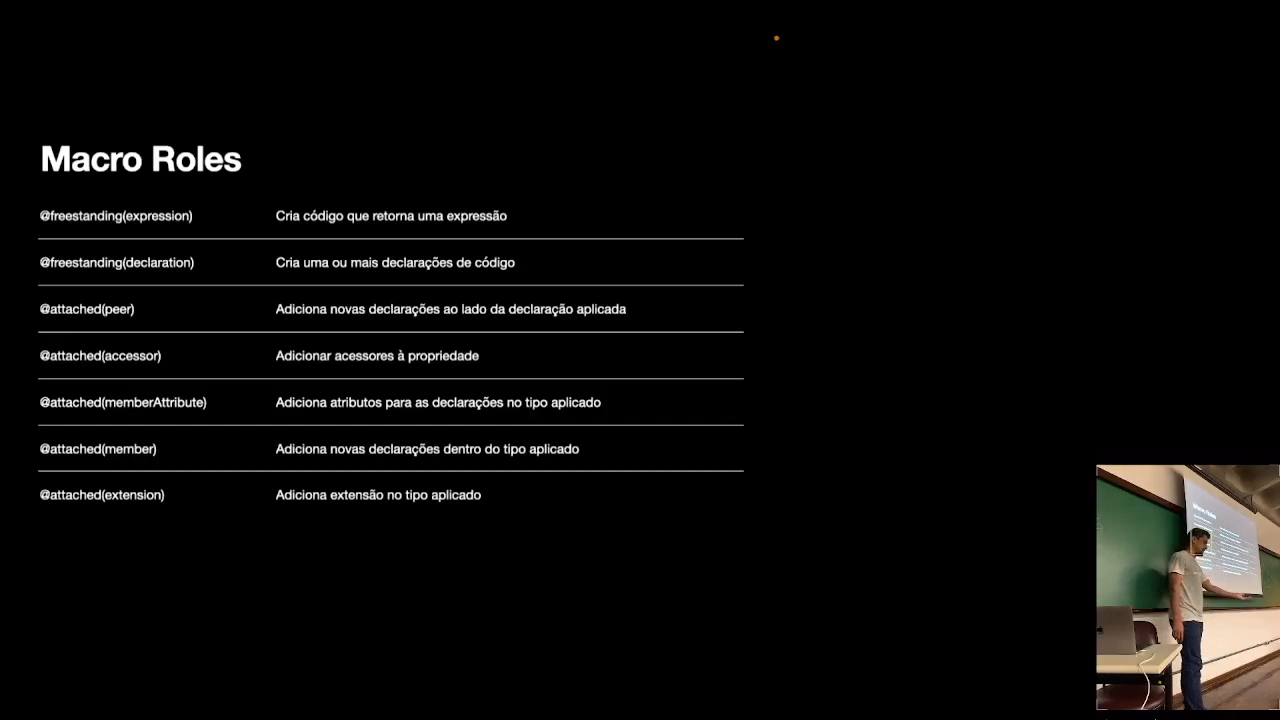 Macro Roles
@freestanding(expression) Cria código que retorna uma expressão
@freestanding(declaration) Cria uma ou mais declarações de código
@attached(peer) Adiciona novas declarações ao lado da declaração aplicada
@attached(accessor) Adicionar acessores à propriedade
@attached(memberAttribute) Adiciona atributos para as declarações no tipo aplicado
@attached(member) Adiciona novas declarações dentro do tipo aplicado
@attached(extension) Adiciona extensão no tipo aplicado